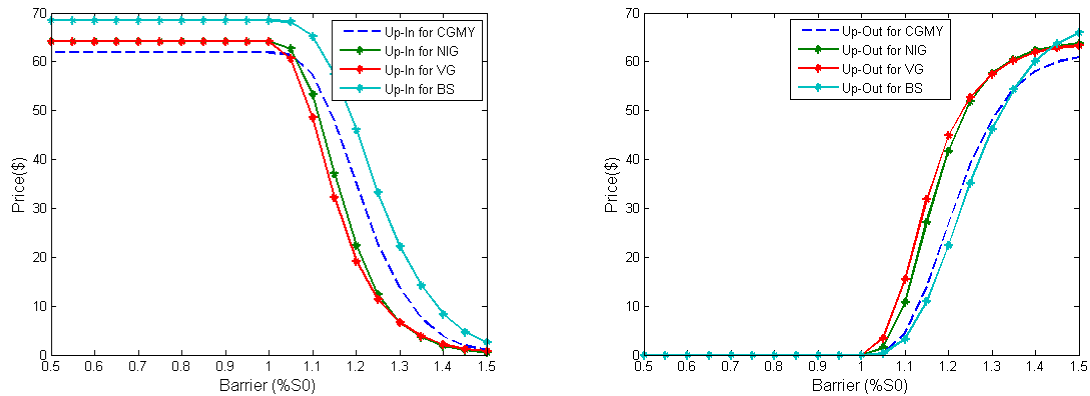 70
60
50
40
30
20
10
0
Price($)
0.5 0.6 0.7 0.8 0.9 1 1.1 1.2 1.3 1.4 1.5
Barrier (%S0)
Up-In for CGMY
Up-In for NIG
Up-In for VG
Up-In for BS
70
60
50
40
30
20
10
0
Price($)
0.5 0.6 0.7 0.8 0.9 1 1.1 1.2 1.3 1.4 1.5
Barrier (%S0)
Up-Out for CGMY
Up-Out for NIG
Up-Out for VG
Up-Out for BS